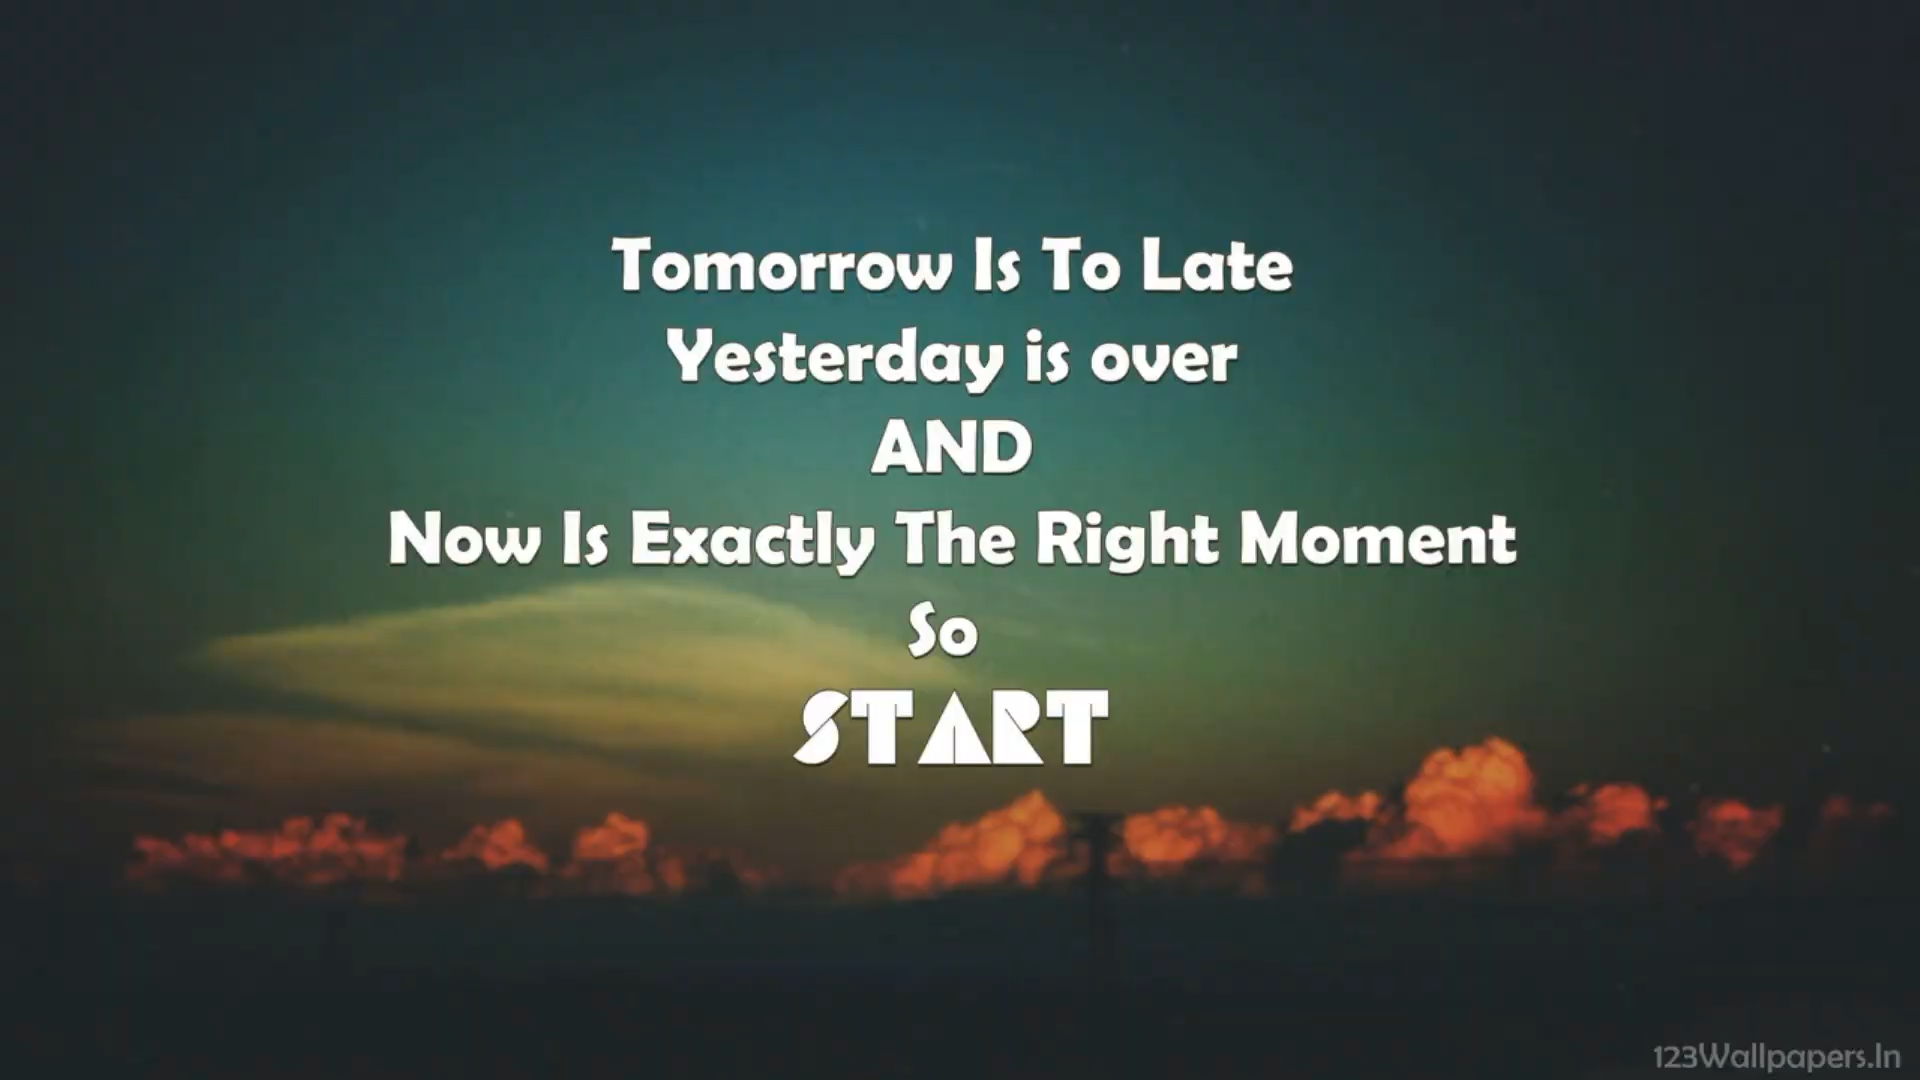 Tomorrow Is To Late
Yesterday is over
AND
Now Is Exactly The Right Moment
So
START
123Wallpapers.In